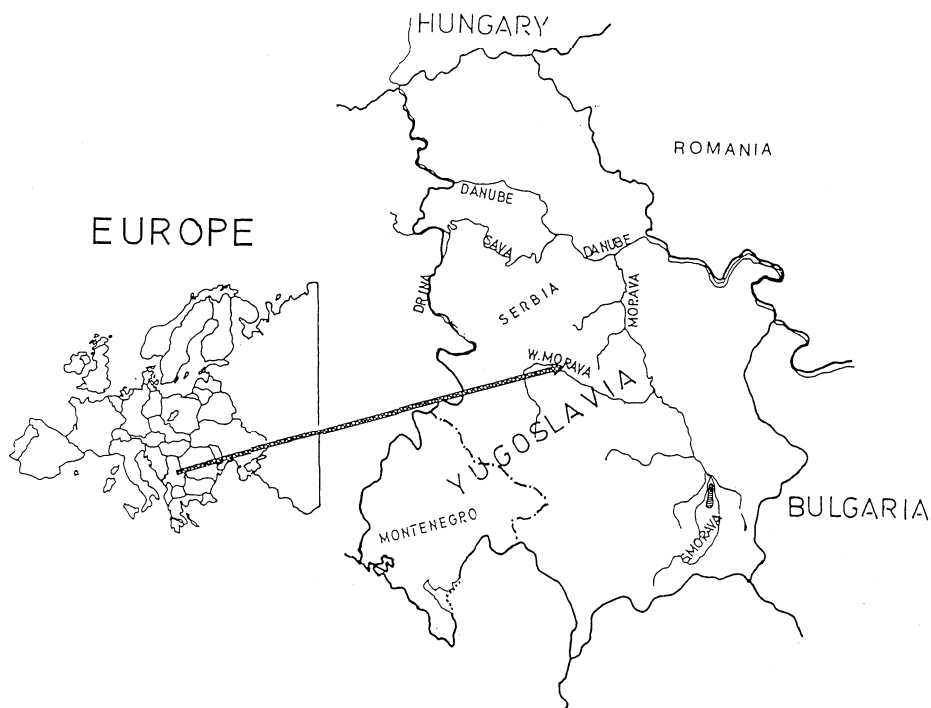 HUNGARY
ROMANIA
DANUBE
EUROPE
SAVA
DANUBE
DRINA
SERBIA
MORAVA
W.MORAVA
YUGOSLAVIA
BULGARIA
MONTENEGRO
G.MORAVA